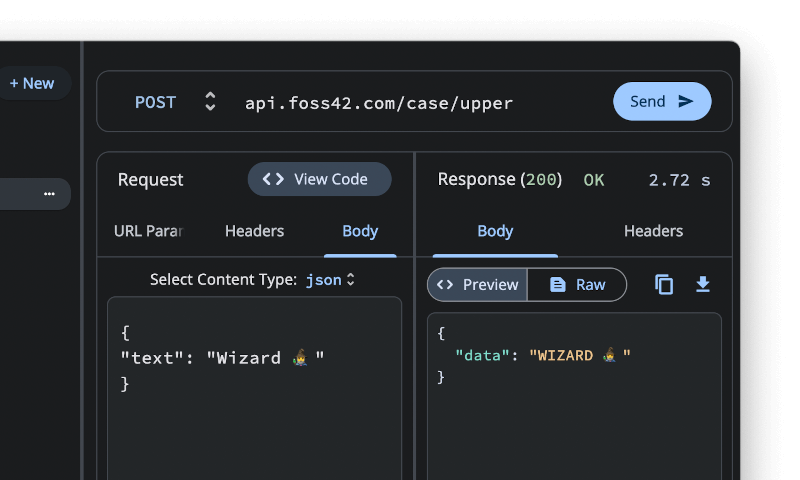 + New
POST api.foss42.com/case/upper Send
...
Request View Code
URL Parar Headers Body
Select Content Type: json
{
"text": "Wizard 🧙‍♂️ "
}
Response (200) OK 2.72 s
Body Headers
Preview Raw
{
"data": "WIZARD 🧙‍♂️ "
}